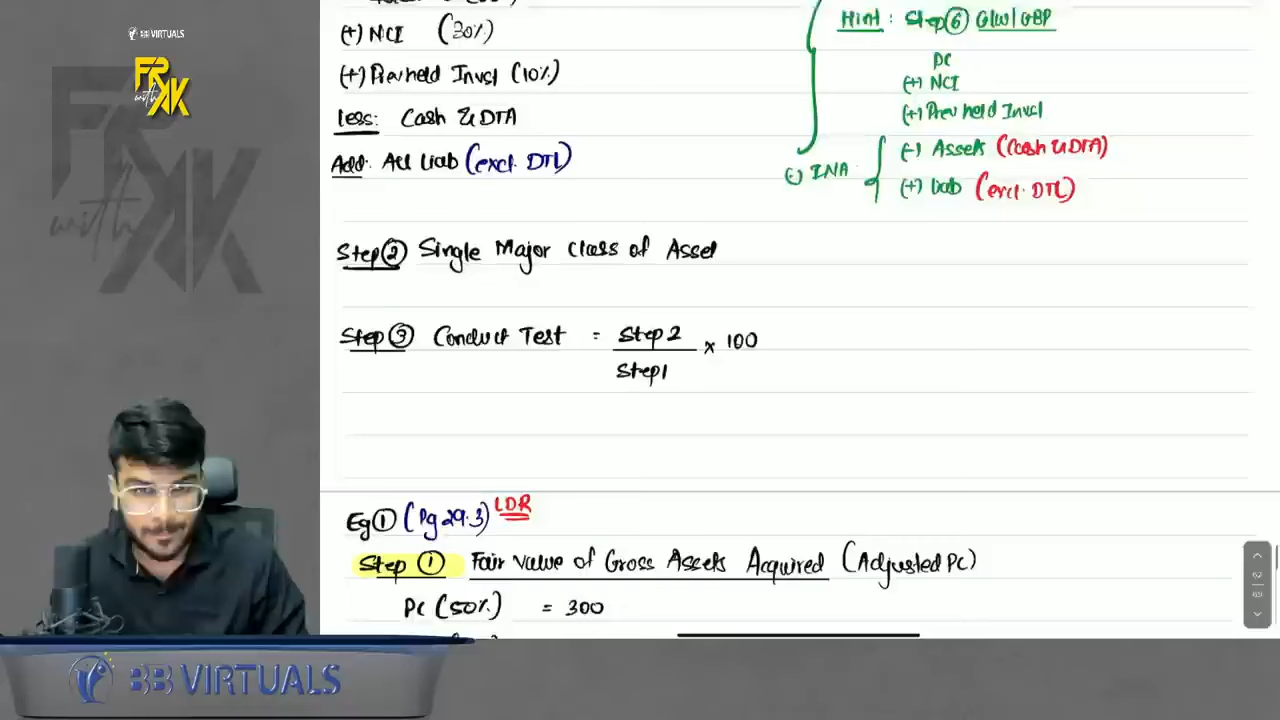 BB VIRTUALS
FR
with
AK
(+) NCI (30%)
(+) Prev held Invst (10%)
less: Cash & DTA
Add: All Liab (excl. DTL)
Hint: Step ⑥ G/W | GBP
PC
(+) NCI
(+) Prev held Invst
(-) INA
(-) Assets (Cash & DTA)
(+) Liab (excl. DTL)
Step ② Single Major Class of Asset
Step ③ Conduct Test = Step 2 / Step 1 × 100
Eg ① (Pg 29.3) LDR
Step ① Fair value of Gross Assets Acquired (Adjusted PC)
PC (50%) = 300
BB VIRTUALS